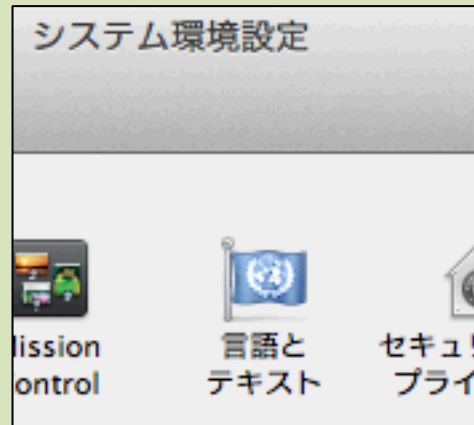 システム環境設定
ission
ontrol
言語と
テキスト
セキュリ
プライ